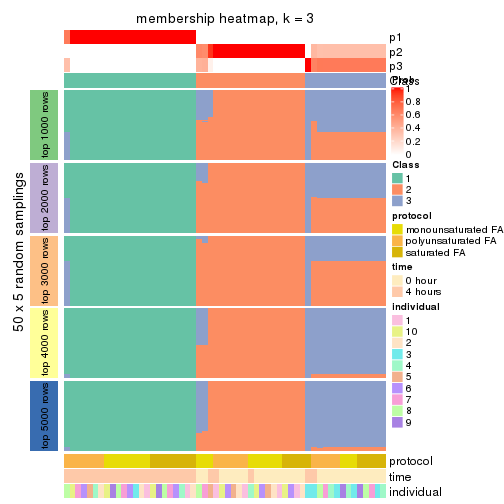 membership heatmap, k = 3
p1
p2
p3
Class
Prob
1
0.8
0.6
0.4
0.2
0
Class
1
2
3
protocol
monounsaturated FA
polyunsaturated FA
saturated FA
time
0 hour
4 hours
individual
1
10
2
3
4
5
6
7
8
9
50 x 5 random samplings
top 1000 rows
top 2000 rows
top 3000 rows
top 4000 rows
top 5000 rows
protocol
time
individual